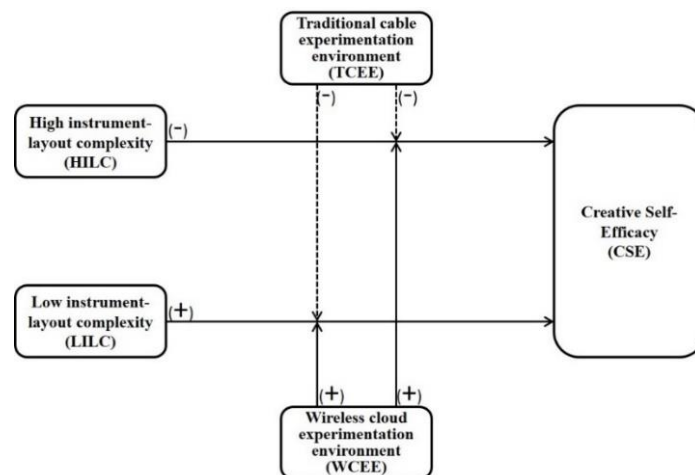 Traditional cable
experimentation
environment
(TCEE)
(-) (-)
High instrument-
layout complexity
(HILC)
(-)
Creative Self-
Efficacy
(CSE)
Low instrument-
layout complexity
(LILC)
(+)
(+) (+)
Wireless cloud
experimentation
environment
(WCEE)